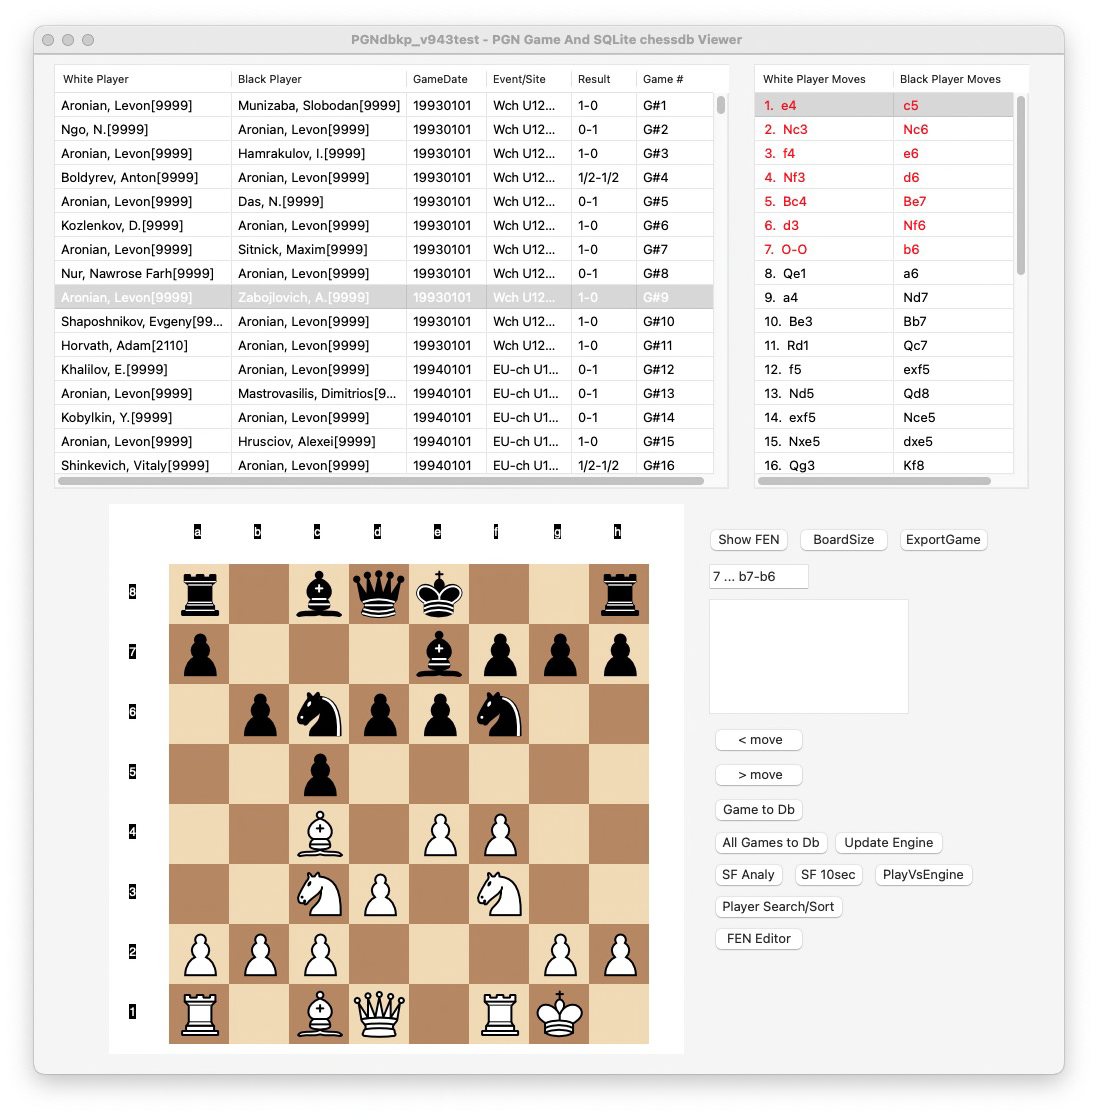 PGNdbkp_v943test - PGN Game And SQLite chessdb Viewer
White Player Black Player GameDate Event/Site Result Game #
Aronian, Levon[9999] Munizaba, Slobodan[9999] 19930101 Wch U12... 1-0 G#1
Ngo, N.[9999] Aronian, Levon[9999] 19930101 Wch U12... 0-1 G#2
Aronian, Levon[9999] Hamrakulov, I.[9999] 19930101 Wch U12... 1-0 G#3
Boldyrev, Anton[9999] Aronian, Levon[9999] 19930101 Wch U12... 1/2-1/2 G#4
Aronian, Levon[9999] Das, N.[9999] 19930101 Wch U12... 0-1 G#5
Kozlenkov, D.[9999] Aronian, Levon[9999] 19930101 Wch U12... 1-0 G#6
Aronian, Levon[9999] Sitnick, Maxim[9999] 19930101 Wch U12... 1-0 G#7
Nur, Nawrose Farh[9999] Aronian, Levon[9999] 19930101 Wch U12... 0-1 G#8
Aronian, Levon[9999] Zabojlovich, A.[9999] 19930101 Wch U12... 1-0 G#9
Shaposhnikov, Evgeny[99... Aronian, Levon[9999] 19930101 Wch U12... 1-0 G#10
Horvath, Adam[2110] Aronian, Levon[9999] 19930101 Wch U12... 1-0 G#11
Khalilov, E.[9999] Aronian, Levon[9999] 19940101 EU-ch U1... 0-1 G#12
Aronian, Levon[9999] Mastrovasilis, Dimitrios[9... 19940101 EU-ch U1... 0-1 G#13
Kobylkin, Y.[9999] Aronian, Levon[9999] 19940101 EU-ch U1... 0-1 G#14
Aronian, Levon[9999] Hrusciov, Alexei[9999] 19940101 EU-ch U1... 1-0 G#15
Shinkevich, Vitaly[9999] Aronian, Levon[9999] 19940101 EU-ch U1... 1/2-1/2 G#16
White Player Moves Black Player Moves
1. e4 c5
2. Nc3 Nc6
3. f4 e6
4. Nf3 d6
5. Bc4 Be7
6. d3 Nf6
7. O-O b6
8. Qe1 a6
9. a4 Nd7
10. Be3 Bb7
11. Rd1 Qc7
12. f5 exf5
13. Nd5 Qd8
14. exf5 Nce5
15. Nxe5 dxe5
16. Qg3 Kf8
a b c d e f g h
8
7
6
5
4
3
2
1
Show FEN BoardSize ExportGame
7 ... b7-b6
< move
> move
Game to Db
All Games to Db Update Engine
SF Analy SF 10sec PlayVsEngine
Player Search/Sort
FEN Editor